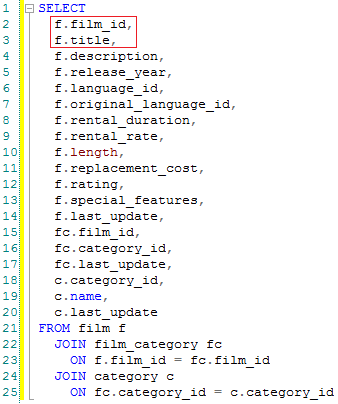 1 SELECT
2 f.film_id,
3 f.title,
4 f.description,
5 f.release_year,
6 f.language_id,
7 f.original_language_id,
8 f.rental_duration,
9 f.rental_rate,
10 f.length,
11 f.replacement_cost,
12 f.rating,
13 f.special_features,
14 f.last_update,
15 fc.film_id,
16 fc.category_id,
17 fc.last_update,
18 c.category_id,
19 c.name,
20 c.last_update
21 FROM film f
22 JOIN film_category fc
23 ON f.film_id = fc.film_id
24 JOIN category c
25 ON fc.category_id = c.category_id